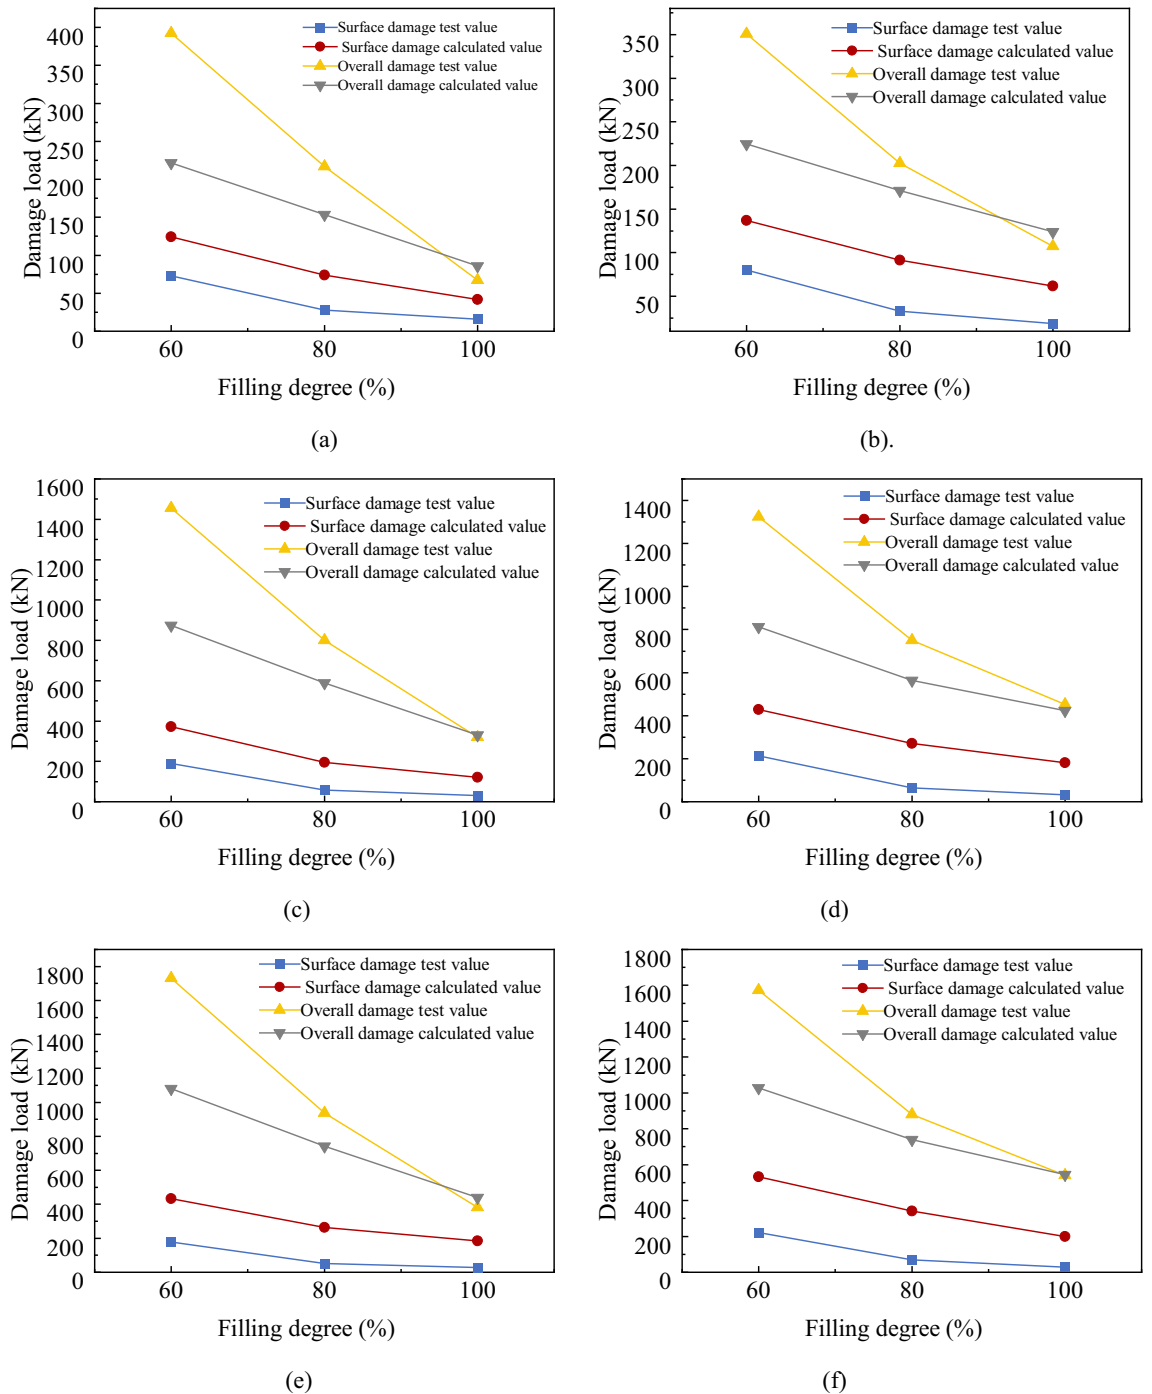 400
350
300
250
200
150
100
50
0
Damage load (kN)
Surface damage test value
Surface damage calculated value
Overall damage test value
Overall damage calculated value
60 80 100
Filling degree (%)
(a)
350
300
250
200
150
100
50
Damage load (kN)
Surface damage test value
Surface damage calculated value
Overall damage test value
Overall damage calculated value
60 80 100
Filling degree (%)
(b).
1600
1400
1200
1000
800
600
400
200
0
Damage load (kN)
Surface damage test value
Surface damage calculated value
Overall damage test value
Overall damage calculated value
60 80 100
Filling degree (%)
(c)
1400
1200
1000
800
600
400
200
0
Damage load (kN)
Surface damage test value
Surface damage calculated value
Overall damage test value
Overall damage calculated value
60 80 100
Filling degree (%)
(d)
1800
1600
1400
1200
1000
800
600
400
200
0
Damage load (kN)
Surface damage test value
Surface damage calculated value
Overall damage test value
Overall damage calculated value
60 80 100
Filling degree (%)
(e)
1800
1600
1400
1200
1000
800
600
400
200
0
Damage load (kN)
Surface damage test value
Surface damage calculated value
Overall damage test value
Overall damage calculated value
60 80 100
Filling degree (%)
(f)